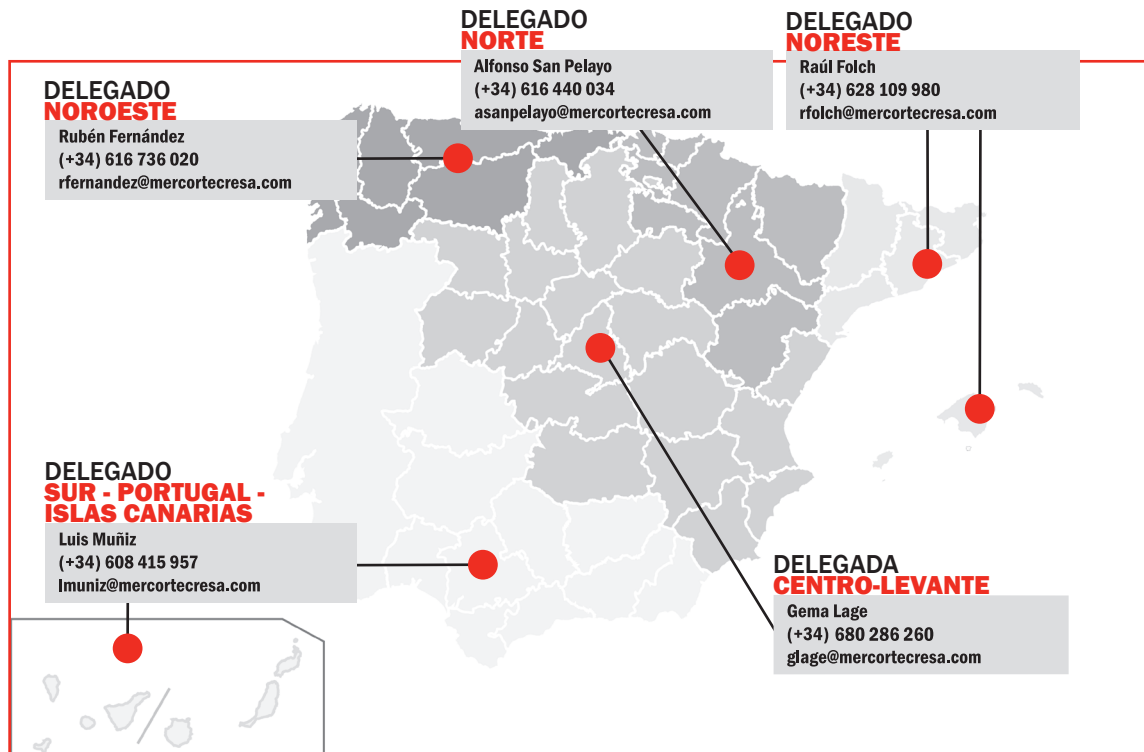 DELEGADO
NORTE
Alfonso San Pelayo
(+34) 616 440 034
asanpelayo@mercortecresa.com
DELEGADO
NORESTE
Raúl Folch
(+34) 628 109 980
rfolch@mercortecresa.com
DELEGADO
NOROESTE
Rubén Fernández
(+34) 616 736 020
rfernandez@mercortecresa.com
DELEGADO
SUR - PORTUGAL -
ISLAS CANARIAS
Luis Muñiz
(+34) 608 415 957
lmuniz@mercortecresa.com
DELEGADA
CENTRO-LEVANTE
Gema Lage
(+34) 680 286 260
glage@mercortecresa.com